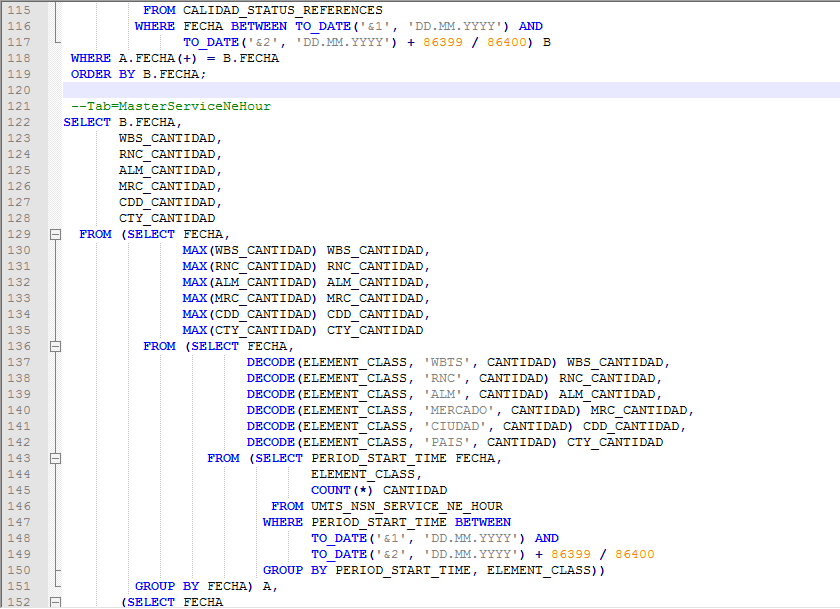 115 FROM CALIDAD_STATUS_REFERENCES
116 WHERE FECHA BETWEEN TO_DATE('&1', 'DD.MM.YYYY') AND
117 TO_DATE('&2', 'DD.MM.YYYY') + 86399 / 86400) B
118 WHERE A.FECHA(+) = B.FECHA
119 ORDER BY B.FECHA;
120
121 --Tab=MasterServiceNeHour
122 SELECT B.FECHA,
123 WBS_CANTIDAD,
124 RNC_CANTIDAD,
125 ALM_CANTIDAD,
126 MRC_CANTIDAD,
127 CDD_CANTIDAD,
128 CTY_CANTIDAD
129 FROM (SELECT FECHA,
130 MAX(WBS_CANTIDAD) WBS_CANTIDAD,
131 MAX(RNC_CANTIDAD) RNC_CANTIDAD,
132 MAX(ALM_CANTIDAD) ALM_CANTIDAD,
133 MAX(MRC_CANTIDAD) MRC_CANTIDAD,
134 MAX(CDD_CANTIDAD) CDD_CANTIDAD,
135 MAX(CTY_CANTIDAD) CTY_CANTIDAD
136 FROM (SELECT FECHA,
137 DECODE(ELEMENT_CLASS, 'WBTS', CANTIDAD) WBS_CANTIDAD,
138 DECODE(ELEMENT_CLASS, 'RNC', CANTIDAD) RNC_CANTIDAD,
139 DECODE(ELEMENT_CLASS, 'ALM', CANTIDAD) ALM_CANTIDAD,
140 DECODE(ELEMENT_CLASS, 'MERCADO', CANTIDAD) MRC_CANTIDAD,
141 DECODE(ELEMENT_CLASS, 'CIUDAD', CANTIDAD) CDD_CANTIDAD,
142 DECODE(ELEMENT_CLASS, 'PAIS', CANTIDAD) CTY_CANTIDAD
143 FROM (SELECT PERIOD_START_TIME FECHA,
144 ELEMENT_CLASS,
145 COUNT(*) CANTIDAD
146 FROM UMTS_NSN_SERVICE_NE_HOUR
147 WHERE PERIOD_START_TIME BETWEEN
148 TO_DATE('&1', 'DD.MM.YYYY') AND
149 TO_DATE('&2', 'DD.MM.YYYY') + 86399 / 86400
150 GROUP BY PERIOD_START_TIME, ELEMENT_CLASS))
151 GROUP BY FECHA) A,
152 (SELECT FECHA